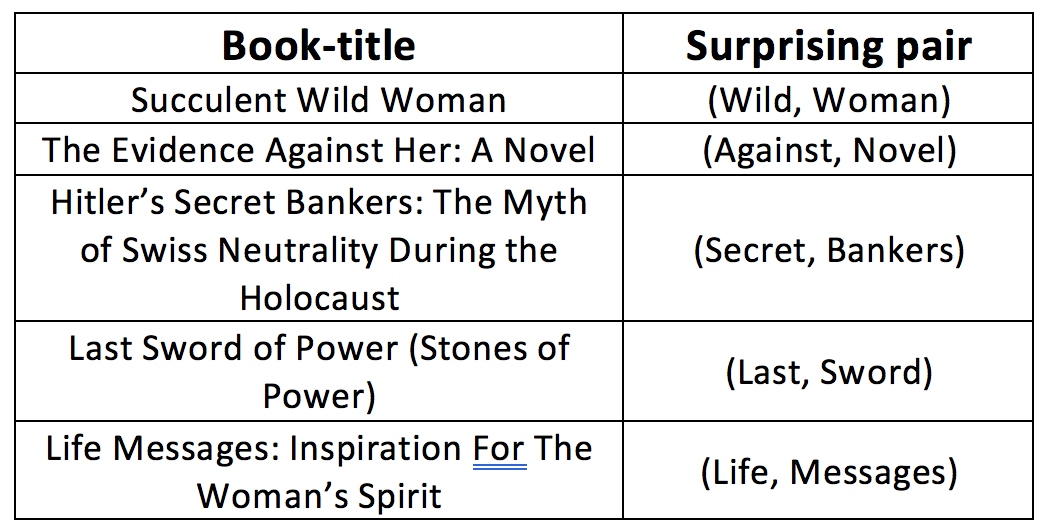 Book-title Surprising pair
Succulent Wild Woman (Wild, Woman)
The Evidence Against Her: A Novel (Against, Novel)
Hitler’s Secret Bankers: The Myth
of Swiss Neutrality During the
Holocaust
(Secret, Bankers)
Last Sword of Power (Stones of
Power)
(Last, Sword)
Life Messages: Inspiration For The
Woman’s Spirit
(Life, Messages)